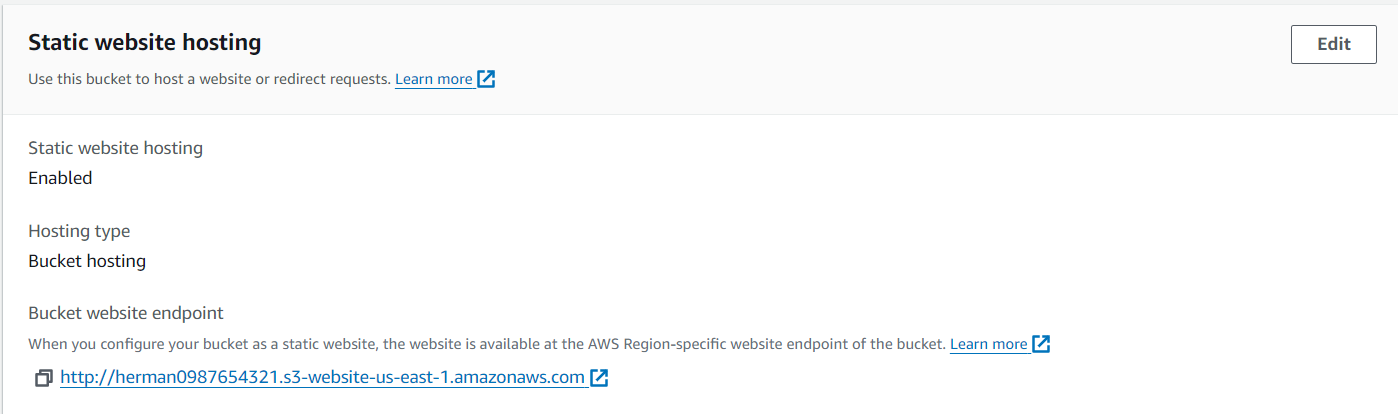 Static website hosting
Edit
Use this bucket to host a website or redirect requests. Learn more
Static website hosting
Enabled
Hosting type
Bucket hosting
Bucket website endpoint
When you configure your bucket as a static website, the website is available at the AWS Region-specific website endpoint of the bucket. Learn more
http://herman0987654321.s3-website-us-east-1.amazonaws.com